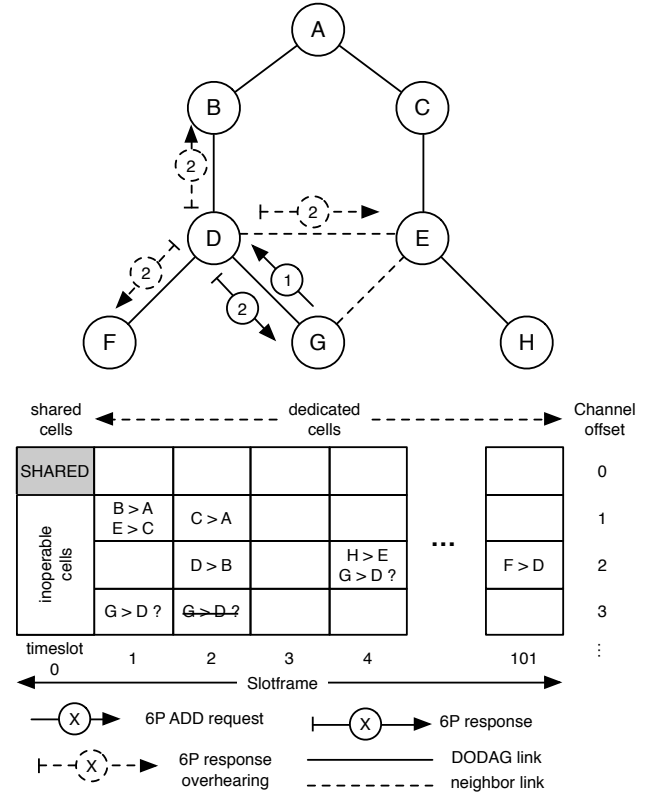 A
B
C
2
2
D
E
2
1
2
F
G
H
shared
cells
dedicated
cells
Channel
offset
SHARED
0
inoperable
cells
B > A
E > C
C > A
1
D > B
H > E
G > D ?
...
F > D
2
G > D ?
G > D ?
3
timeslot
0
1
2
3
4
101
⋮
Slotframe
X
6P ADD request
X
6P response
X
6P response
overhearing
DODAG link
neighbor link